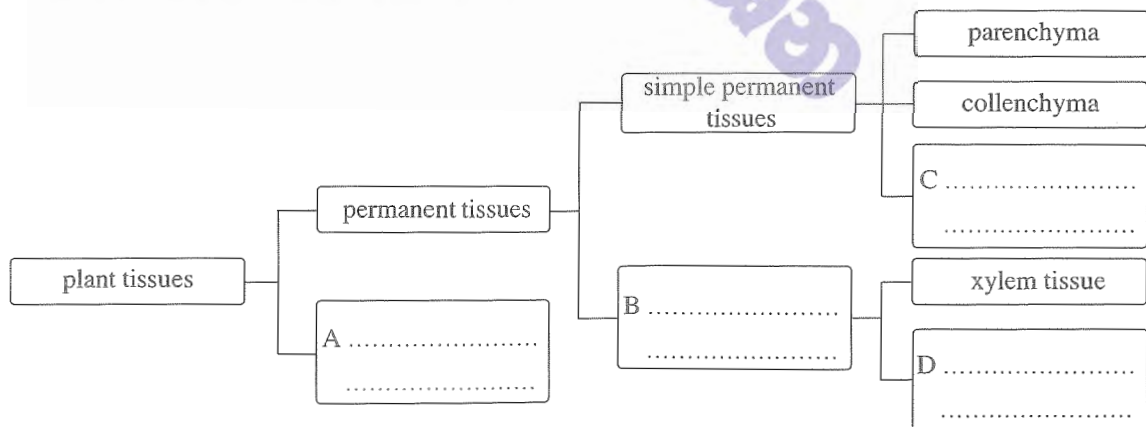 parenchyma
simple permanent
tissues
collenchyma
C ..........................
..........................
permanent tissues
plant tissues
xylem tissue
B ..........................
..........................
A ..........................
..........................
D ..........................
..........................